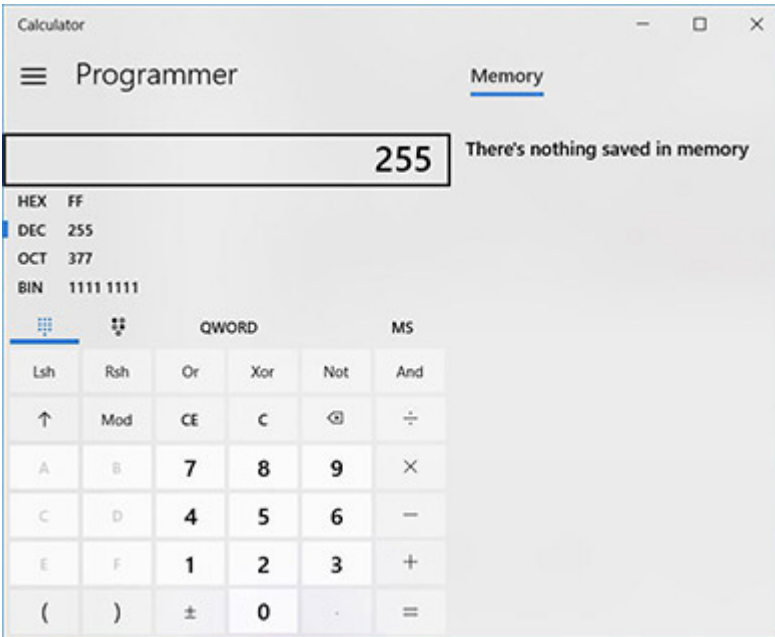 Calculator
Programmer
Memory
255
There's nothing saved in memory
HEX FF
DEC 255
OCT 377
BIN 1111 1111
QWORD MS
Lsh Rsh Or Xor Not And
↑ Mod CE C ⌫ ÷
A B 7 8 9 ×
C D 4 5 6 −
E F 1 2 3 +
( ) ± 0 . =